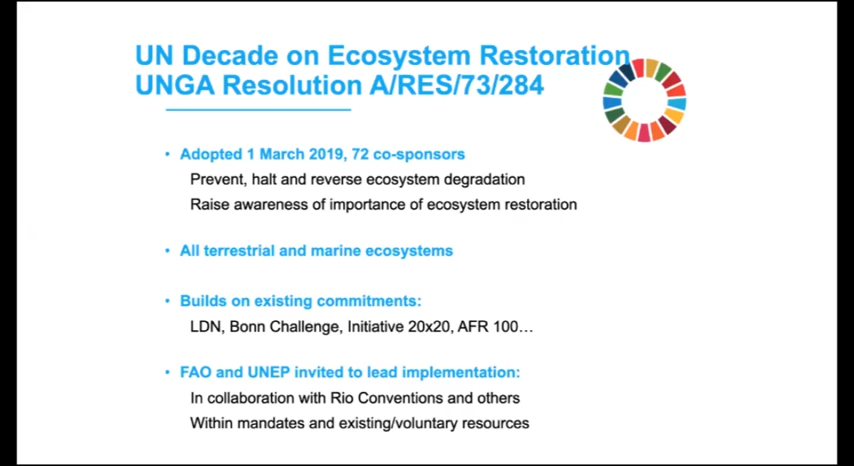 UN Decade on Ecosystem Restoration
UNGA Resolution A/RES/73/284
• Adopted 1 March 2019, 72 co-sponsors
Prevent, halt and reverse ecosystem degradation
Raise awareness of importance of ecosystem restoration
• All terrestrial and marine ecosystems
• Builds on existing commitments:
LDN, Bonn Challenge, Initiative 20x20, AFR 100…
• FAO and UNEP invited to lead implementation:
In collaboration with Rio Conventions and others
Within mandates and existing/voluntary resources